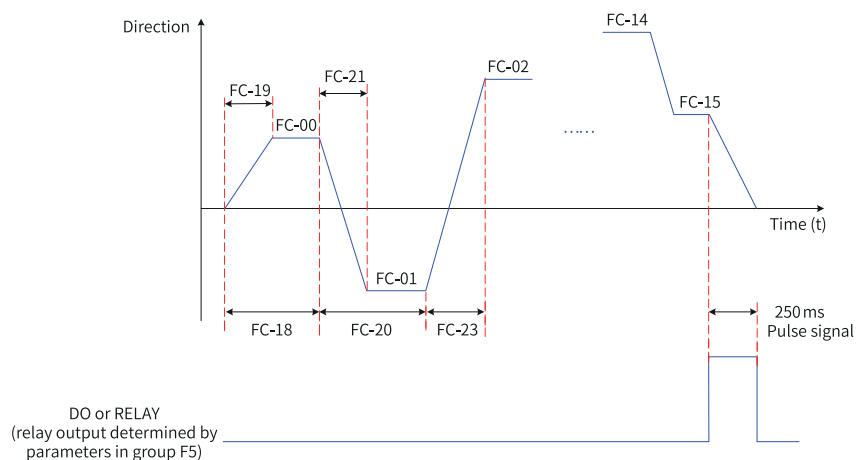 Direction
FC-14
FC-02
FC-21
FC-19
FC-15
FC-00
……
Time (t)
FC-01
FC-18
FC-20
FC-23
250 ms
Pulse signal
DO or RELAY
(relay output determined by
parameters in group F5)